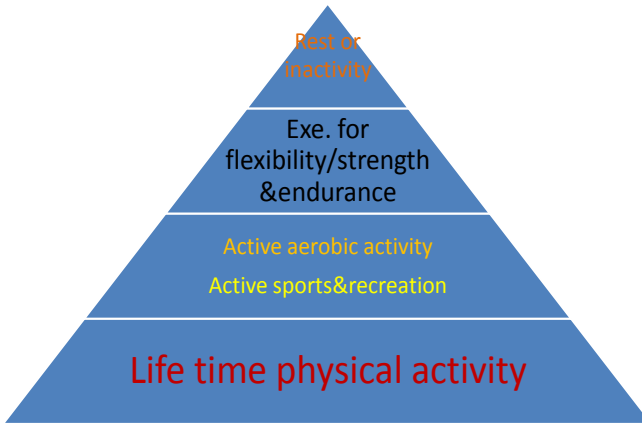 Rest or
inactivity
Exe. for
flexibility/strength
&endurance
Active aerobic activity
Active sports&recreation
Life time physical activity